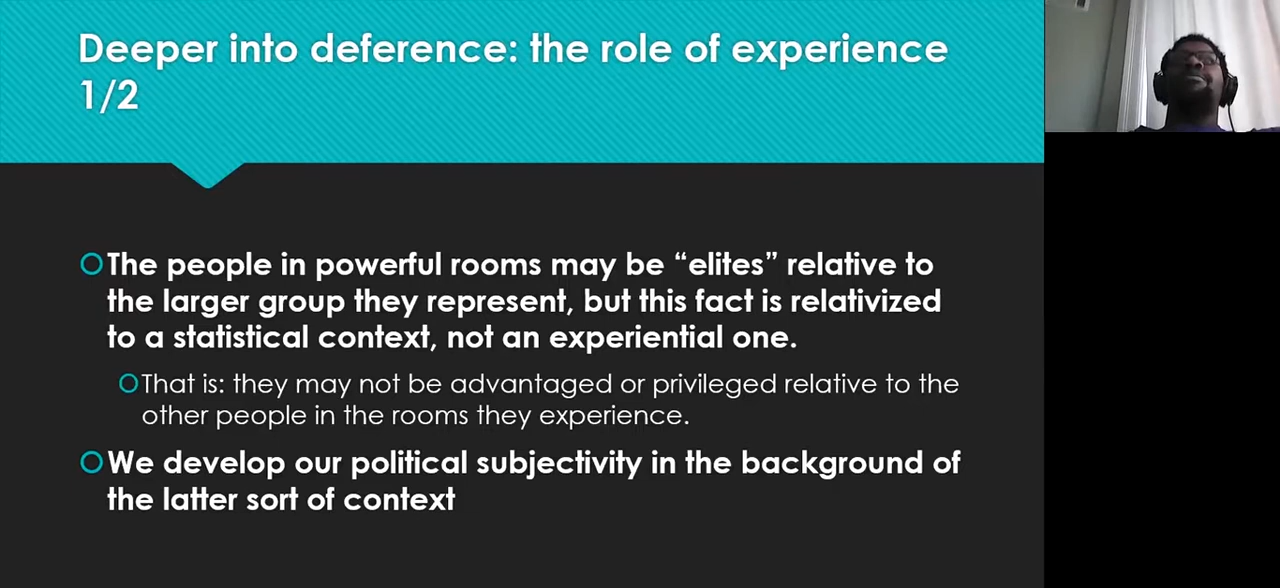 Deeper into deference: the role of experience
1/2
The people in powerful rooms may be “elites” relative to
the larger group they represent, but this fact is relativized
to a statistical context, not an experiential one.
That is: they may not be advantaged or privileged relative to the
other people in the rooms they experience.
We develop our political subjectivity in the background of
the latter sort of context